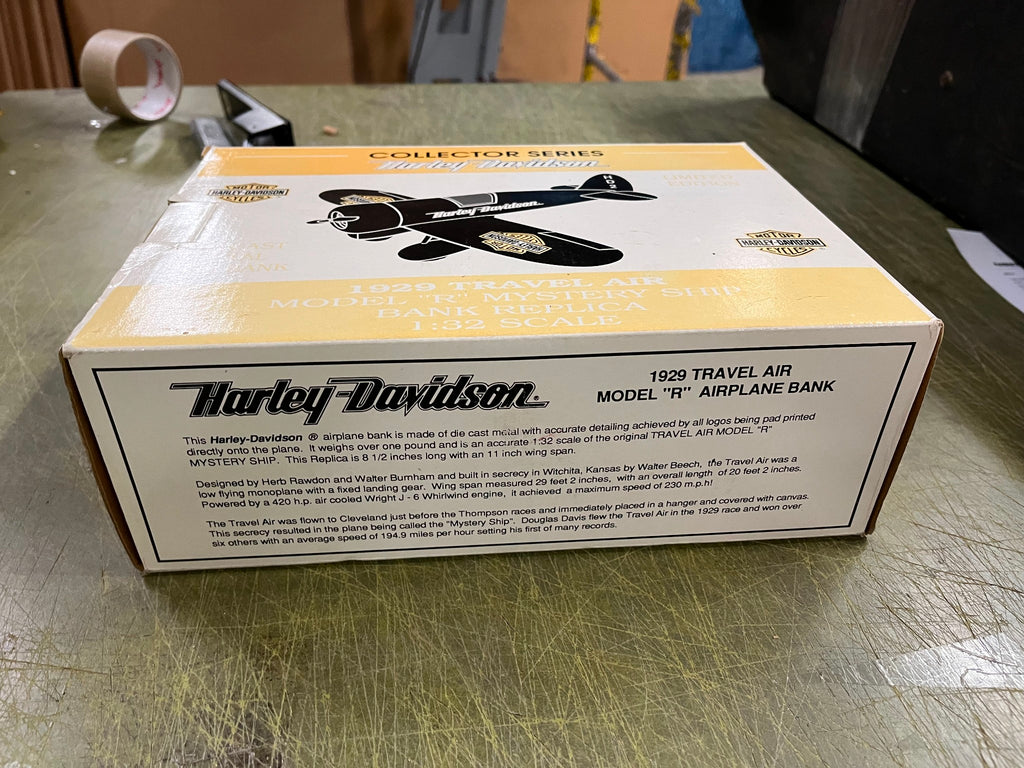 COLLECTOR SERIES
Harley-Davidson
LIMITED
EDITION
MOTOR
HARLEY-DAVIDSON
CYCLES
Harley-Davidson
MOTOR
HARLEY-DAVIDSON
CYCLES
BANK
1929 TRAVEL AIR
MODEL "R" MYSTERY SHIP
BANK REPLICA
1:32 SCALE
Harley-Davidson
1929 TRAVEL AIR
MODEL "R" AIRPLANE BANK
This Harley-Davidson ® airplane bank is made of die cast metal with accurate detailing achieved by all logos being pad printed
directly onto the plane. It weighs over one pound and is an accurate 1:32 scale of the original TRAVEL AIR MODEL "R"
MYSTERY SHIP. This Replica is 8 1/2 inches long with an 11 inch wing span.
Designed by Herb Rawdon and Walter Burnham and built in secrecy in Witchita, Kansas by Walter Beech, the Travel Air was a
low flying monoplane with a fixed landing gear. Wing span measured 29 feet 2 inches, with an overall length of 20 feet 2 inches.
Powered by a 420 h.p. air cooled Wright J - 6 Whirlwind engine, it achieved a maximum speed of 230 m.p.h!
The Travel Air was flown to Cleveland just before the Thompson races and immediately placed in a hanger and covered with canvas.
This secrecy resulted in the plane being called the "Mystery Ship". Douglas Davis flew the Travel Air in the 1929 race and won over
six others with an average speed of 194.9 miles per hour setting his first of many records.